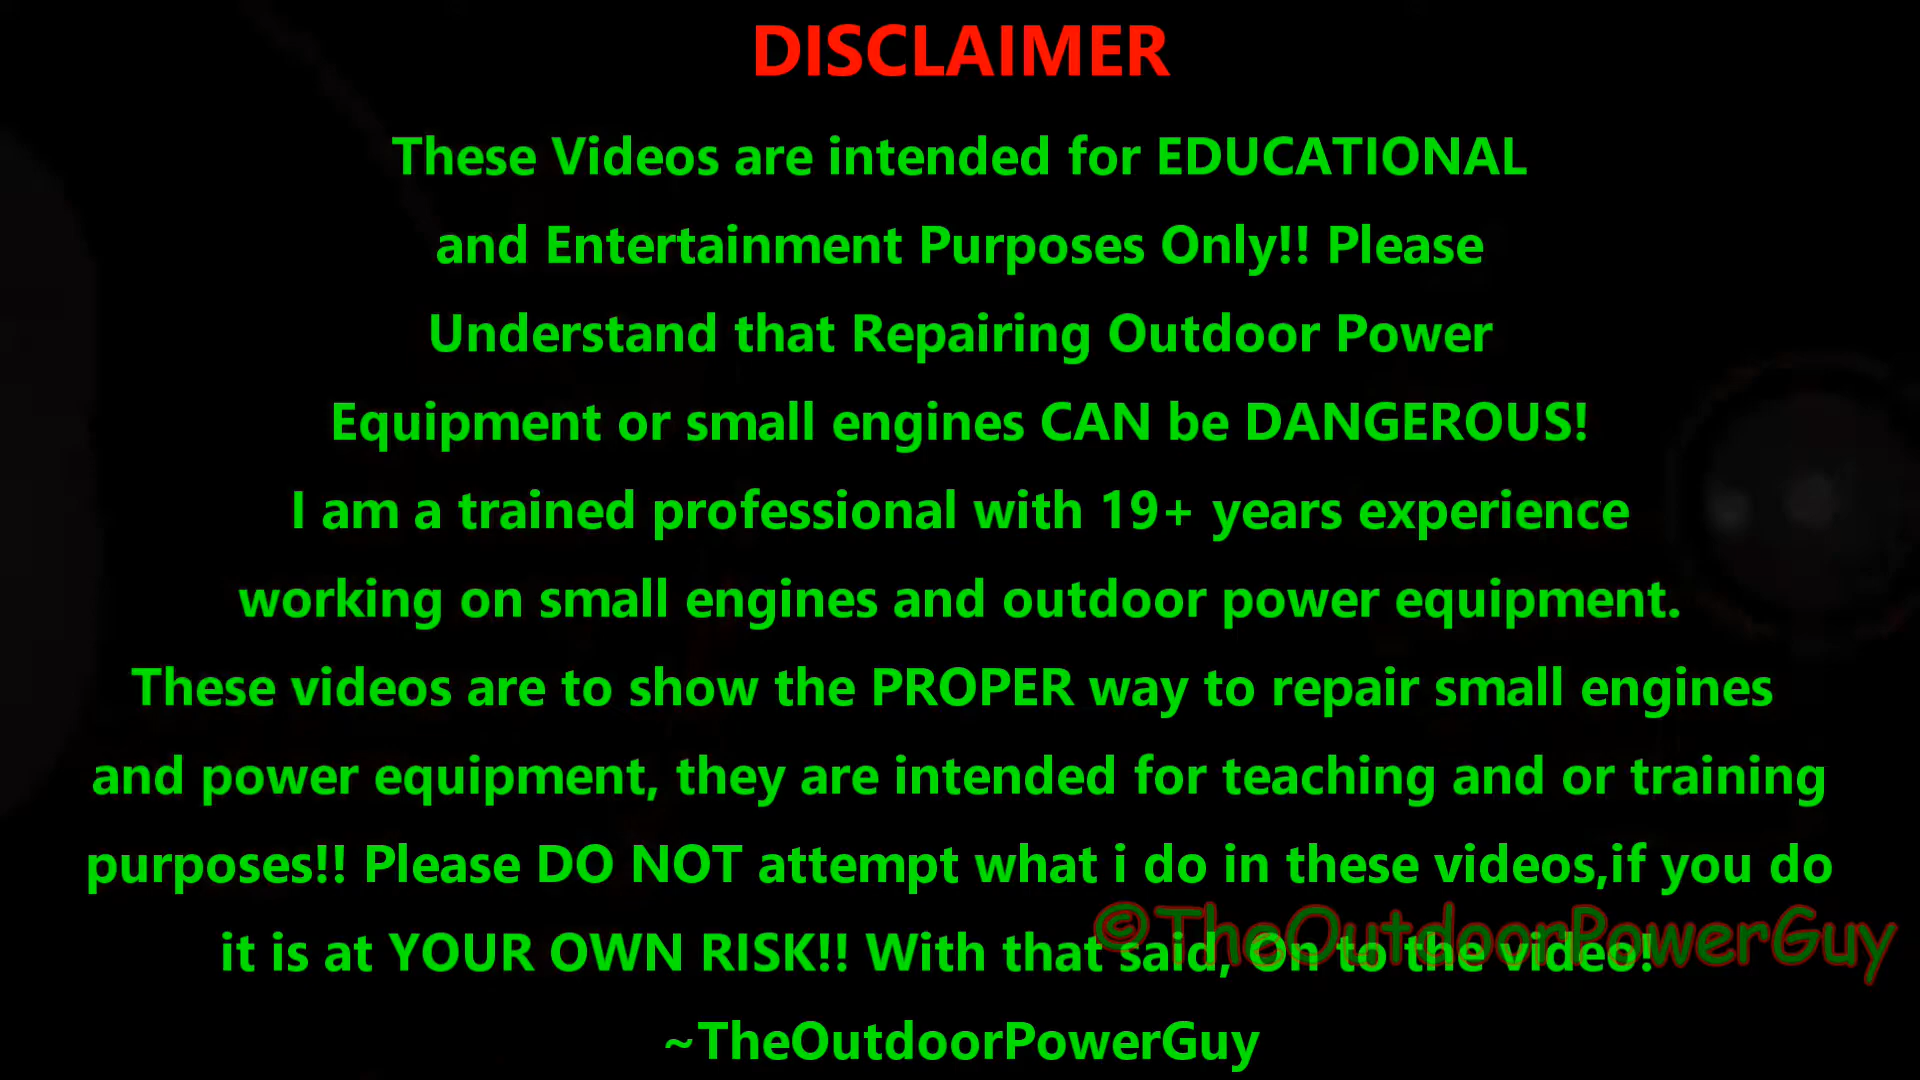 DISCLAIMER
These Videos are intended for EDUCATIONAL
and Entertainment Purposes Only!! Please
Understand that Repairing Outdoor Power
Equipment or small engines CAN be DANGEROUS!
I am a trained professional with 19+ years experience
working on small engines and outdoor power equipment.
These videos are to show the PROPER way to repair small engines
and power equipment, they are intended for teaching and or training
purposes!! Please DO NOT attempt what i do in these videos,if you do
it is at YOUR OWN RISK!! With that said, On to the video!
©TheOutdoorPowerGuy
~TheOutdoorPowerGuy